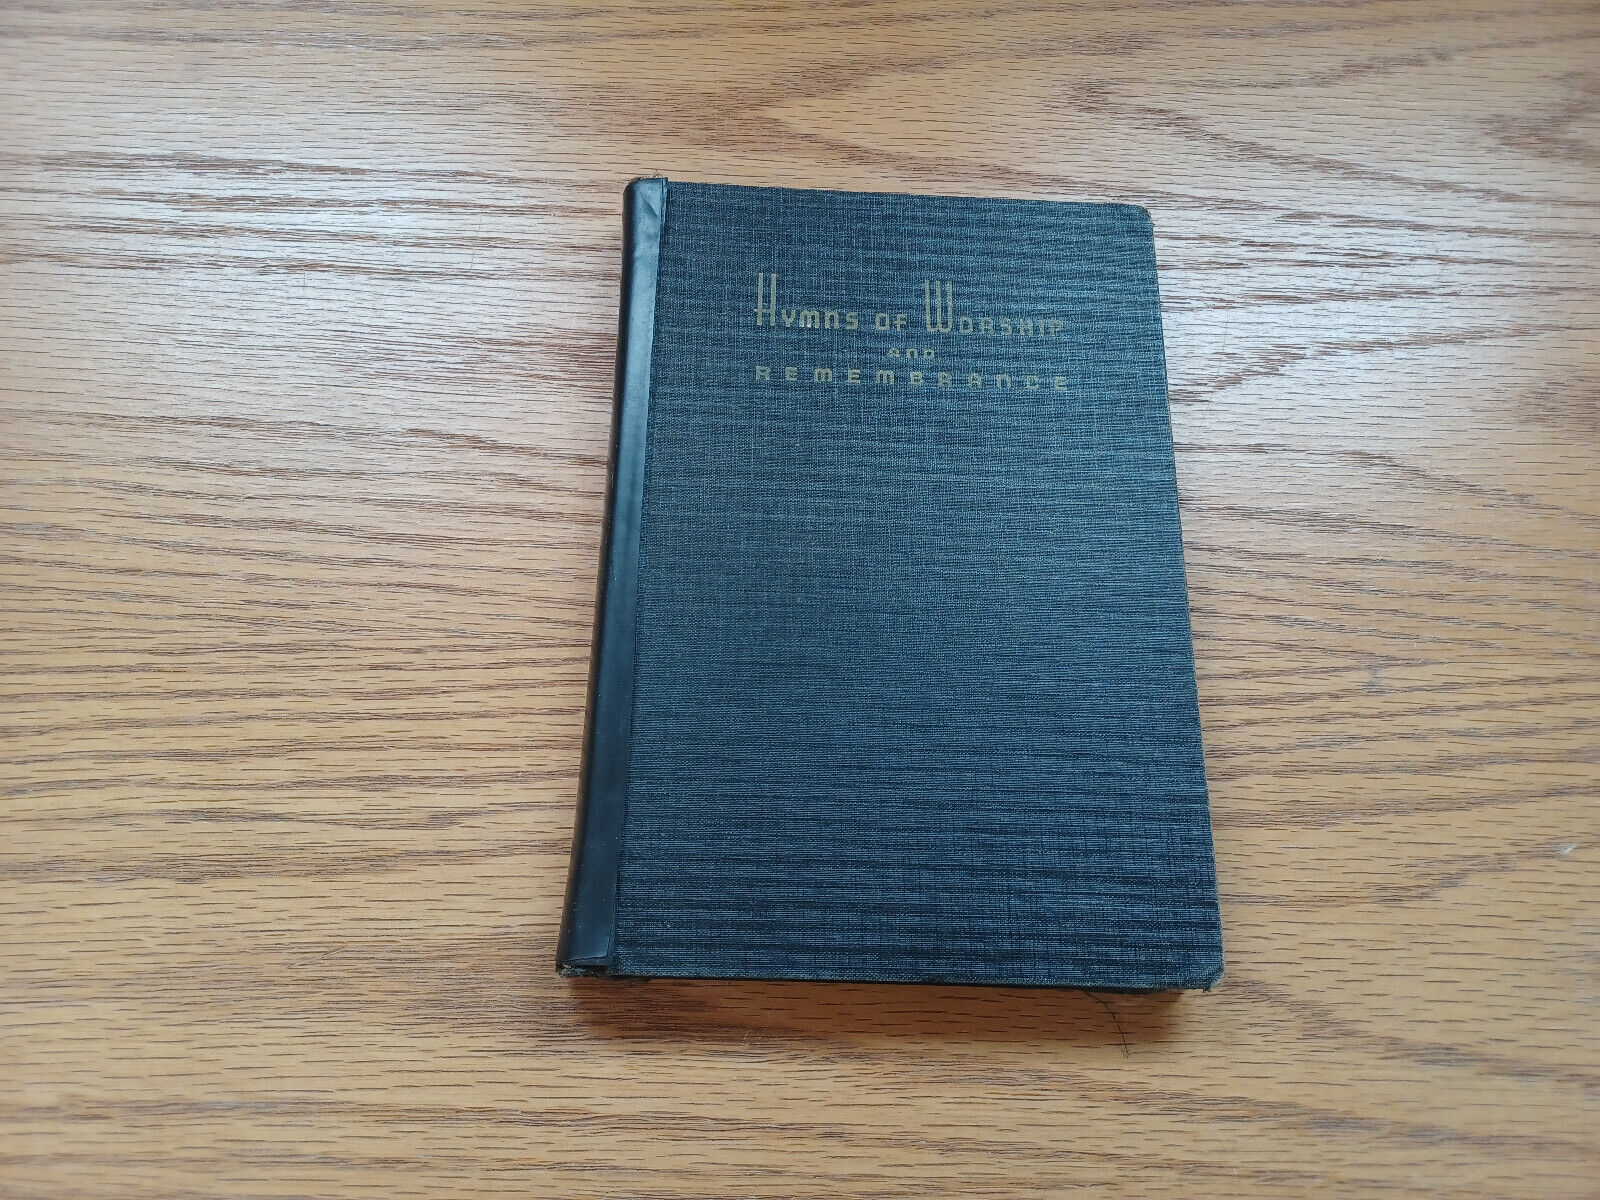 Hymns of Worship
and
Remembrance